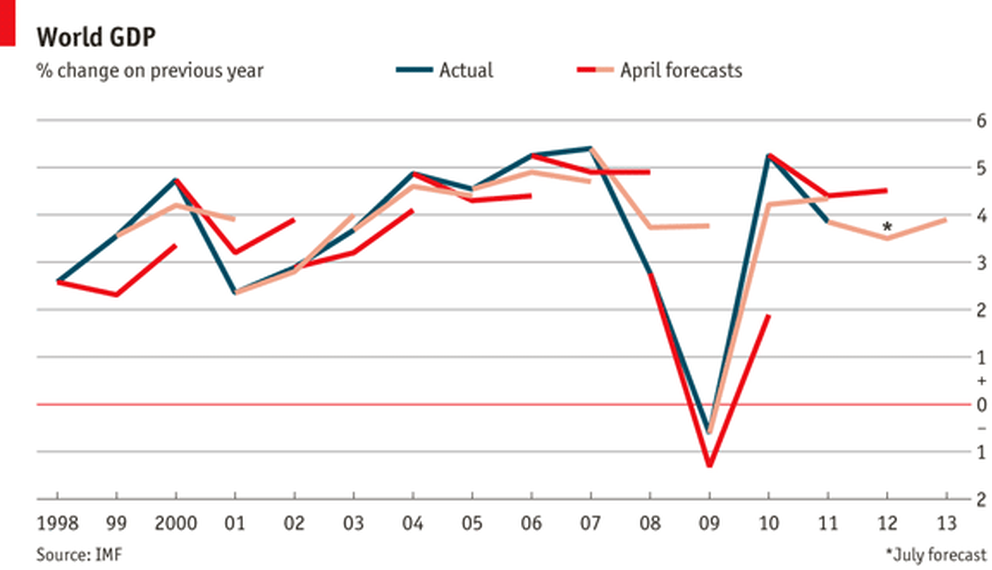 World GDP
% change on previous year
Actual
April forecasts
6
5
4
*
3
2
1
+
0
–
1
2
1998 99 2000 01 02 03 04 05 06 07 08 09 10 11 12 13
Source: IMF
*July forecast